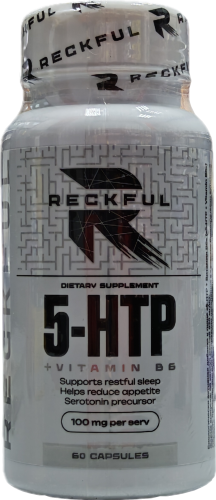 RECKFUL
RECKFUL
DIETARY SUPPLEMENT
5-HTP
+VITAMIN B6
Supports restful sleep
Helps reduce appetite
Serotonin precursor
100 mg per serv
60 CAPSULES